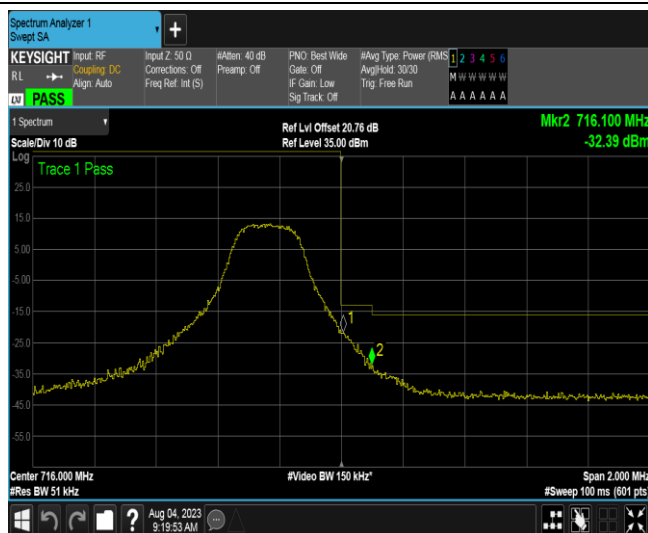 Spectrum Analyzer 1
Swept SA
+
KEYSIGHT
R L
LXI PASS
Input: RF
Coupling: DC
Align: Auto
Input Z: 50 Ω
Corrections: Off
Freq Ref: Int (S)
#Atten: 40 dB
Preamp: Off
PNO: Best Wide
Gate: Off
IF Gain: Low
Sig Track: Off
#Avg Type: Power (RMS
Avg|Hold: 30/30
Trig: Free Run
1 2 3 4 5 6
M W W W W W
A A A A A A
1 Spectrum
Scale/Div 10 dB
Ref Lvl Offset 20.76 dB
Ref Level 35.00 dBm
Mkr2 716.100 MHz
-32.39 dBm
Log
Trace 1 Pass
25.0
15.0
5.00
-5.00
-15.0
-25.0
-35.0
-45.0
-55.0
1
2
Center 716.000 MHz
#Res BW 51 kHz
#Video BW 150 kHz*
Span 2.000 MHz
#Sweep 100 ms (601 pts)
?
Aug 04, 2023
9:19:53 AM